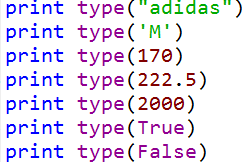 print type("adidas")
print type('M')
print type(170)
print type(222.5)
print type(2000)
print type(True)
print type(False)